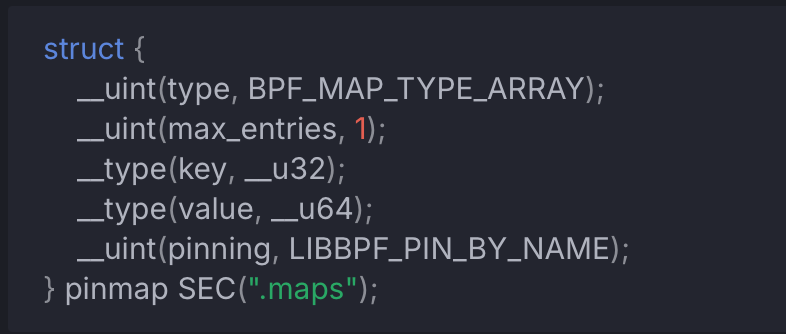 struct {
__uint(type, BPF_MAP_TYPE_ARRAY);
__uint(max_entries, 1);
__type(key, __u32);
__type(value, __u64);
__uint(pinning, LIBBPF_PIN_BY_NAME);
} pinmap SEC(".maps");